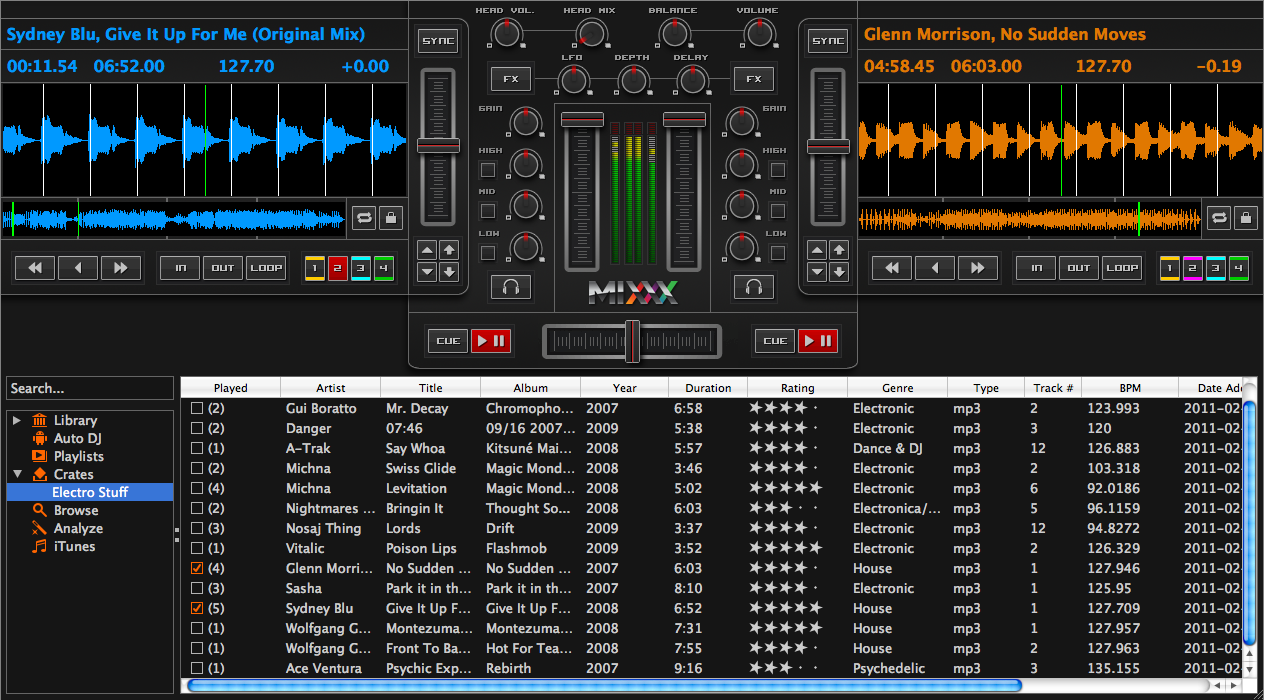 HEAD VOL. HEAD MIX BALANCE VOLUME
Sydney Blu, Give It Up For Me (Original Mix)
00:11.54 06:52.00 127.70 +0.00
SYNC
LFO DEPTH DELAY
FX FX
SYNC
Glenn Morrison, No Sudden Moves
04:58.45 06:03.00 127.70 −0.19
GAIN GAIN
HIGH HIGH
MID MID
LOW LOW
IN OUT LOOP 1 2 3 4
MIXXX
IN OUT LOOP 1 2 3 4
CUE CUE
Search...
Library
Auto DJ
Playlists
Crates
Electro Stuff
Browse
Analyze
iTunes
Played Artist Title Album Year Duration Rating Genre Type Track # BPM Date Add
(2) Gui Boratto Mr. Decay Chromopho... 2007 6:58 Electronic mp3 2 123.993 2011-02-
(2) Danger 07:46 09/16 2007... 2009 5:38 Electronic mp3 3 120 2011-02-
(1) A-Trak Say Whoa Kitsuné Mai... 2008 5:57 Dance & DJ mp3 12 126.883 2011-02-
(2) Michna Swiss Glide Magic Mond... 2008 3:46 Electronic mp3 2 103.318 2011-02-
(4) Michna Levitation Magic Mond... 2008 5:02 Electronic mp3 6 92.0186 2011-02-
(2) Nightmares ... Bringin It Thought So... 2008 6:03 Electronica/... mp3 5 96.1159 2011-02-
(3) Nosaj Thing Lords Drift 2009 3:37 Electronic mp3 12 94.8272 2011-02-
(1) Vitalic Poison Lips Flashmob 2009 3:52 Electronic mp3 2 126.329 2011-02-
(4) Glenn Morri... No Sudden ... No Sudden ... 2007 6:03 House mp3 1 127.946 2011-02-
(3) Sasha Park it in th... Park it in th... 2007 8:10 Electronic mp3 1 125.95 2011-02-
(5) Sydney Blu Give It Up F... Give It Up F... 2008 6:52 House mp3 1 127.709 2011-02-
(1) Wolfgang G... Montezuma... Montezuma... 2008 7:31 House mp3 1 127.957 2011-02-
(1) Wolfgang G... Front To Ba... Hot For Tea... 2008 7:55 House mp3 1 127.963 2011-02-
(1) Ace Ventura Psychic Exp... Rebirth 2007 9:16 Psychedelic mp3 3 135.155 2011-02-